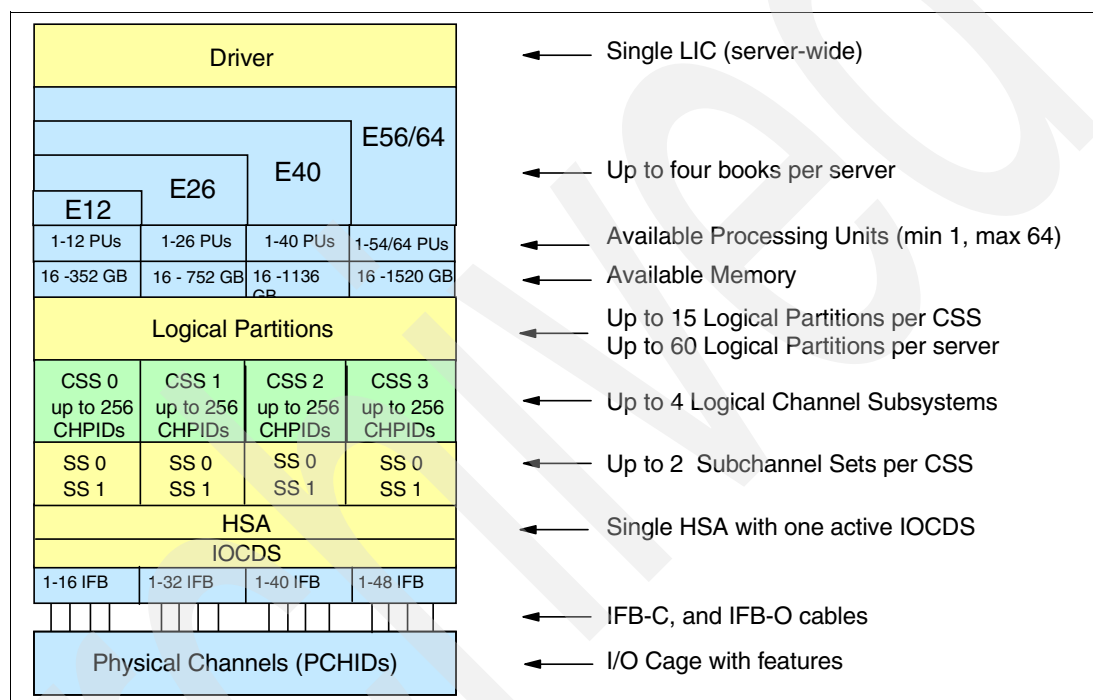 Driver
Single LIC (server-wide)
E56/64
E40
E26
E12
Up to four books per server
1-12 PUs
1-26 PUs
1-40 PUs
1-54/64 PUs
Available Processing Units (min 1, max 64)
16 -352 GB
16 - 752 GB
16 -1136
GB
16 -1520 GB
Available Memory
Logical Partitions
Up to 15 Logical Partitions per CSS
Up to 60 Logical Partitions per server
CSS 0
up to 256
CHPIDs
CSS 1
up to 256
CHPIDs
CSS 2
up to 256
CHPIDs
CSS 3
up to 256
CHPIDs
Up to 4 Logical Channel Subsystems
SS 0
SS 1
SS 0
SS 1
SS 0
SS 1
SS 0
SS 1
Up to 2 Subchannel Sets per CSS
HSA
IOCDS
Single HSA with one active IOCDS
1-16 IFB
1-32 IFB
1-40 IFB
1-48 IFB
IFB-C, and IFB-O cables
Physical Channels (PCHIDs)
I/O Cage with features